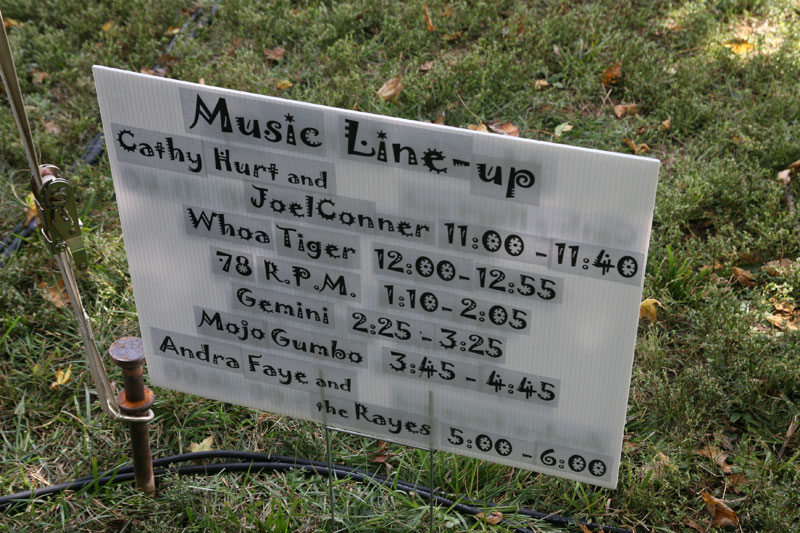 Music Line-up
Cathy Hurt and
JoelConner 11:00 - 11:40
Whoa Tiger 12:00 - 12:55
78 R.P.M. 1:10 - 2:05
Gemini 2:25 - 3:25
Mojo Gumbo 3:45 - 4:45
Andra Faye and
the Rayes 5:00 - 6:00